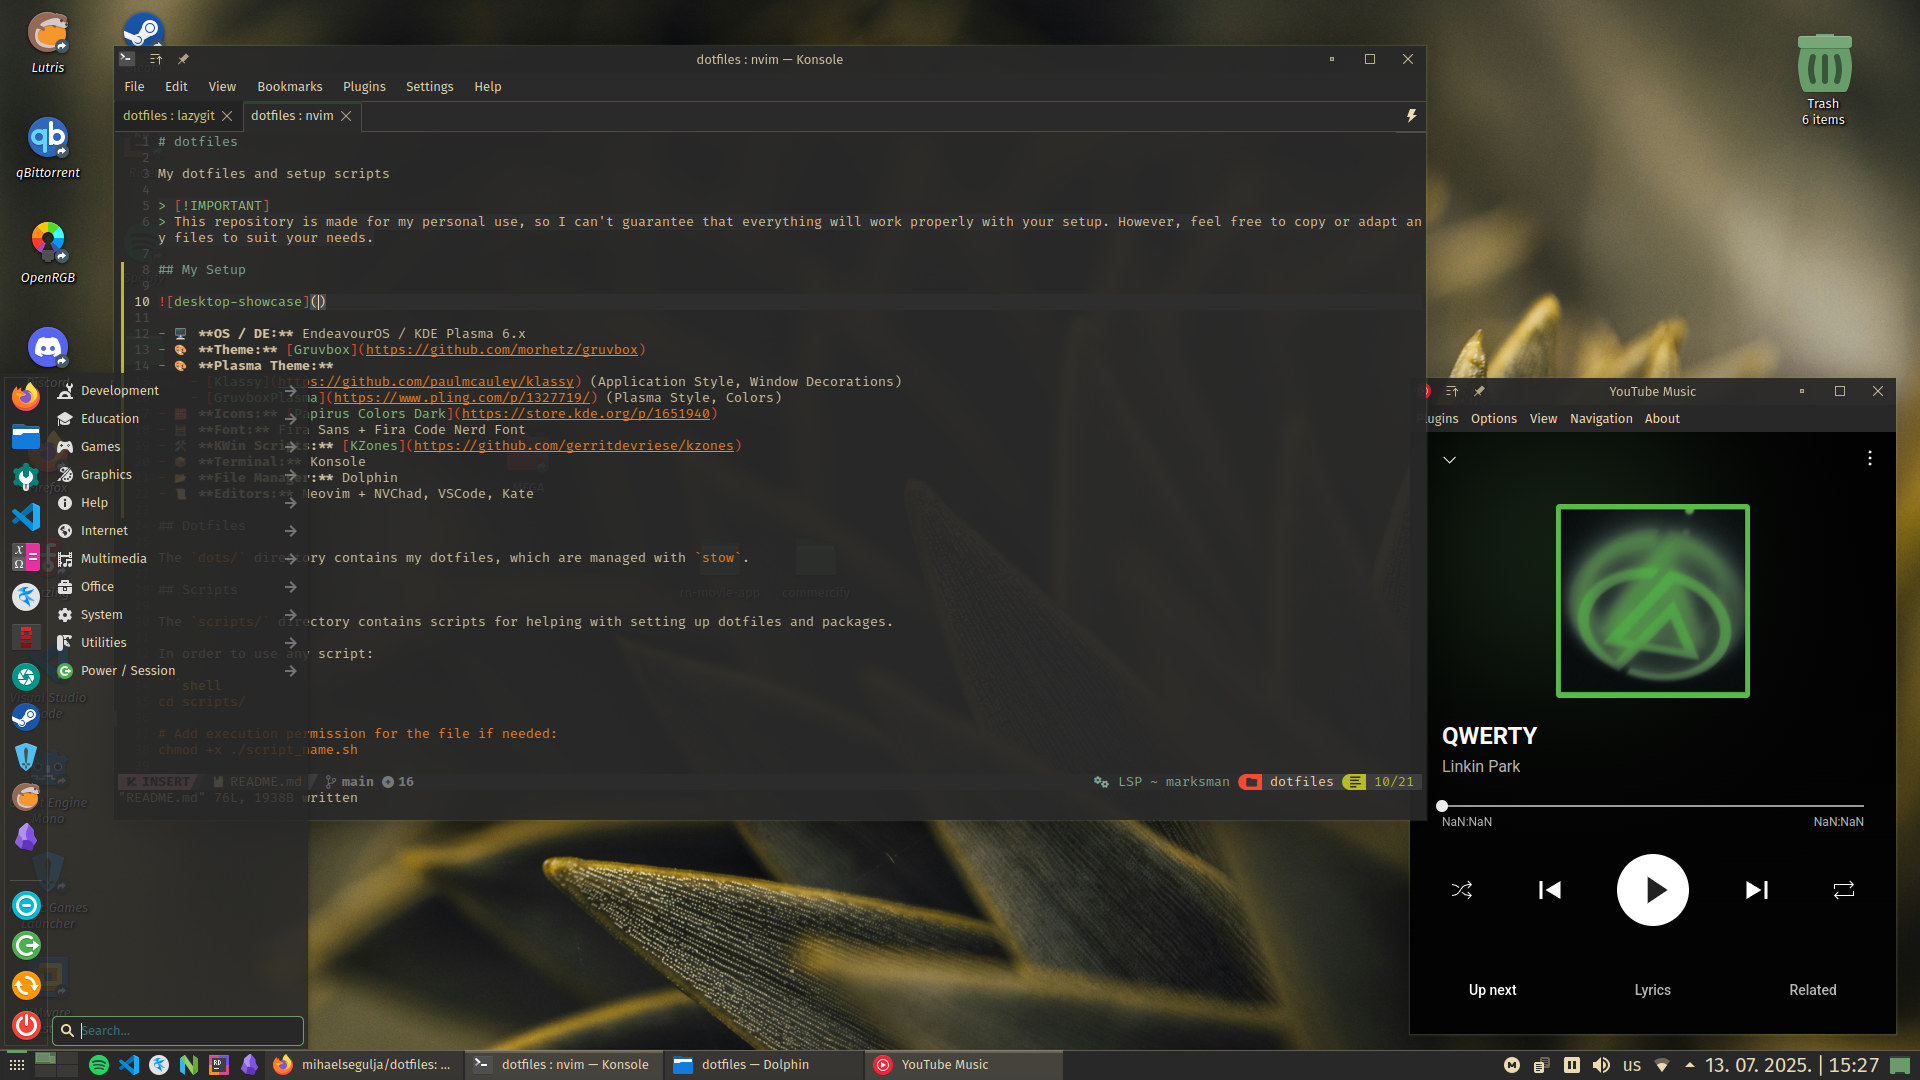 Lutris
qBittorrent
OpenRGB
Trash
6 items
dotfiles : nvim — Konsole
File Edit View Bookmarks Plugins Settings Help
dotfiles : lazygit
dotfiles : nvim
1 # dotfiles
2
3 My dotfiles and setup scripts
4
5 > [!IMPORTANT]
6 > This repository is made for my personal use, so I can't guarantee that everything will work properly with your setup. However, feel free to copy or adapt an
y files to suit your needs.
7
8 ## My Setup
9
10 ![desktop-showcase]()
11
12 - **OS / DE:** EndeavourOS / KDE Plasma 6.x
13 - **Theme:** [Gruvbox](https://github.com/morhetz/gruvbox)
14 - **Plasma Theme:**
- [Klassy](https://github.com/paulmcauley/klassy) (Application Style, Window Decorations)
- [GruvboxPlasma](https://www.pling.com/p/1327719/) (Plasma Style, Colors)
- **Icons:** [Papirus Colors Dark](https://store.kde.org/p/1651940)
- **Font:** Fira Sans + Fira Code Nerd Font
- **KWin Scripts:** [KZones](https://github.com/gerritdevriese/kzones)
- **Terminal:** Konsole
- **File Manager:** Dolphin
- **Editors:** Neovim + NVChad, VSCode, Kate
## Dotfiles
The `dots/` directory contains my dotfiles, which are managed with `stow`.
## Scripts
The `scripts/` directory contains scripts for helping with setting up dotfiles and packages.
In order to use any script:
shell
cd scripts/
# Add execution permission for the file if needed:
chmod +x ./script_name.sh
INSERT README.md main 16
LSP ~ marksman dotfiles 10/21
"README.md" 76L, 1938B written
rn-movie-app
commercify
Development
Education
Games
Graphics
Help
Internet
Multimedia
Office
System
Utilities
Power / Session
Search...
YouTube Music
Plugins Options View Navigation About
QWERTY
Linkin Park
NaN:NaN
NaN:NaN
Up next
Lyrics
Related
mihaelsegulja/dotfiles: ...
dotfiles : nvim — Konsole
dotfiles — Dolphin
YouTube Music
us
13. 07. 2025. | 15:27